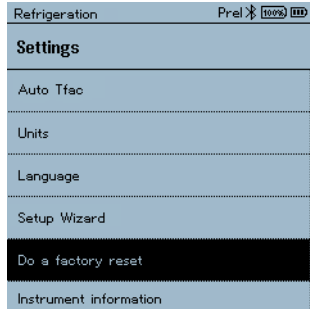 Refrigeration Prel 100%
Settings
Auto Tfac
Units
Language
Setup Wizard
Do a factory reset
Instrument information